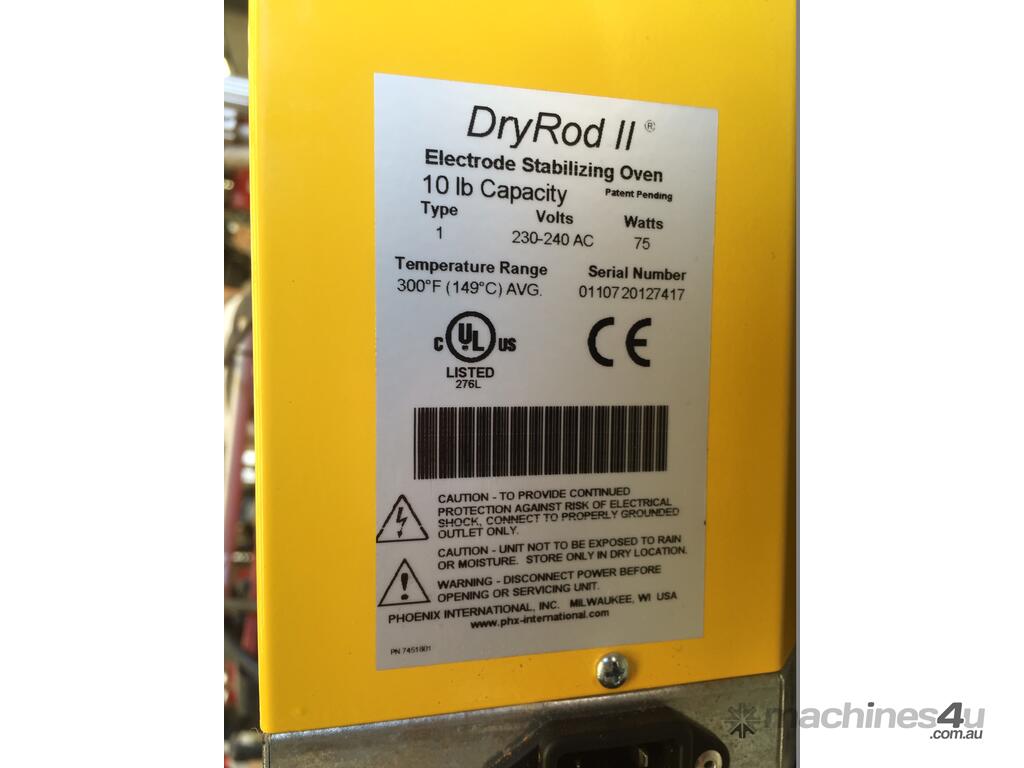 DryRod II ®
Electrode Stabilizing Oven
10 lb Capacity Patent Pending
Type Volts Watts
1 230-240 AC 75
Temperature Range Serial Number
300°F (149°C) AVG. 0110720127417
C UL US
LISTED
276L
CE
CAUTION - TO PROVIDE CONTINUED
PROTECTION AGAINST RISK OF ELECTRICAL
SHOCK, CONNECT TO PROPERLY GROUNDED
OUTLET ONLY.
CAUTION - UNIT NOT TO BE EXPOSED TO RAIN
OR MOISTURE. STORE ONLY IN DRY LOCATION.
WARNING - DISCONNECT POWER BEFORE
OPENING OR SERVICING UNIT.
PHOENIX INTERNATIONAL, INC. MILWAUKEE, WI USA
www.phx-international.com
PN 7451801
machines4u
.com.au